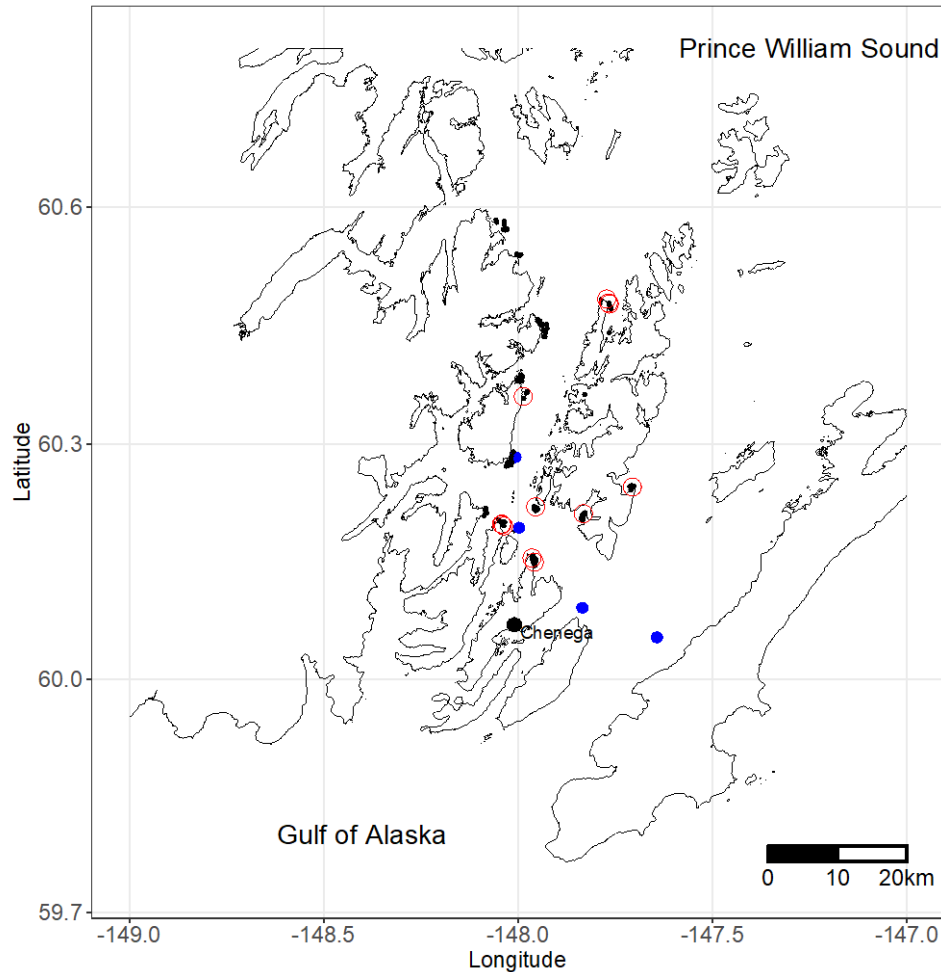 Prince William Sound
60.6
60.3
60.0
59.7
Latitude
Chenega
Gulf of Alaska
0 10 20km
-149.0 -148.5 -148.0 -147.5 -147.0
Longitude